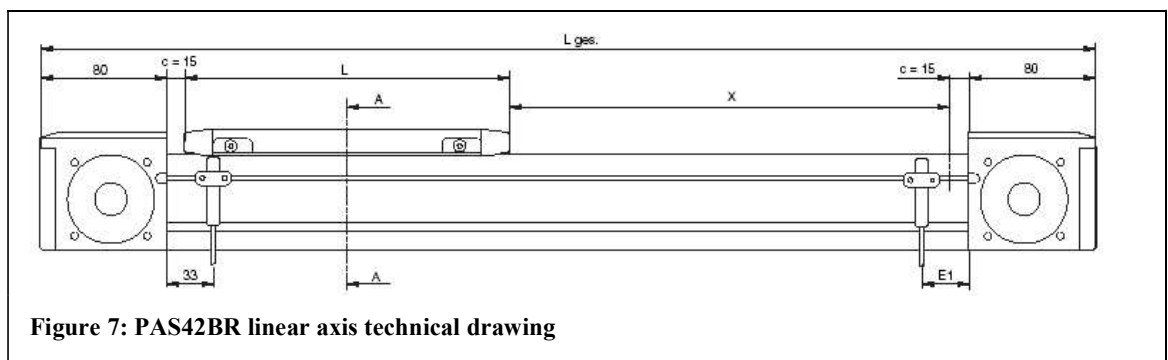 L ges.
80
c = 15
L
c = 15
80
A
X
33
A
E1
Figure 7: PAS42BR linear axis technical drawing